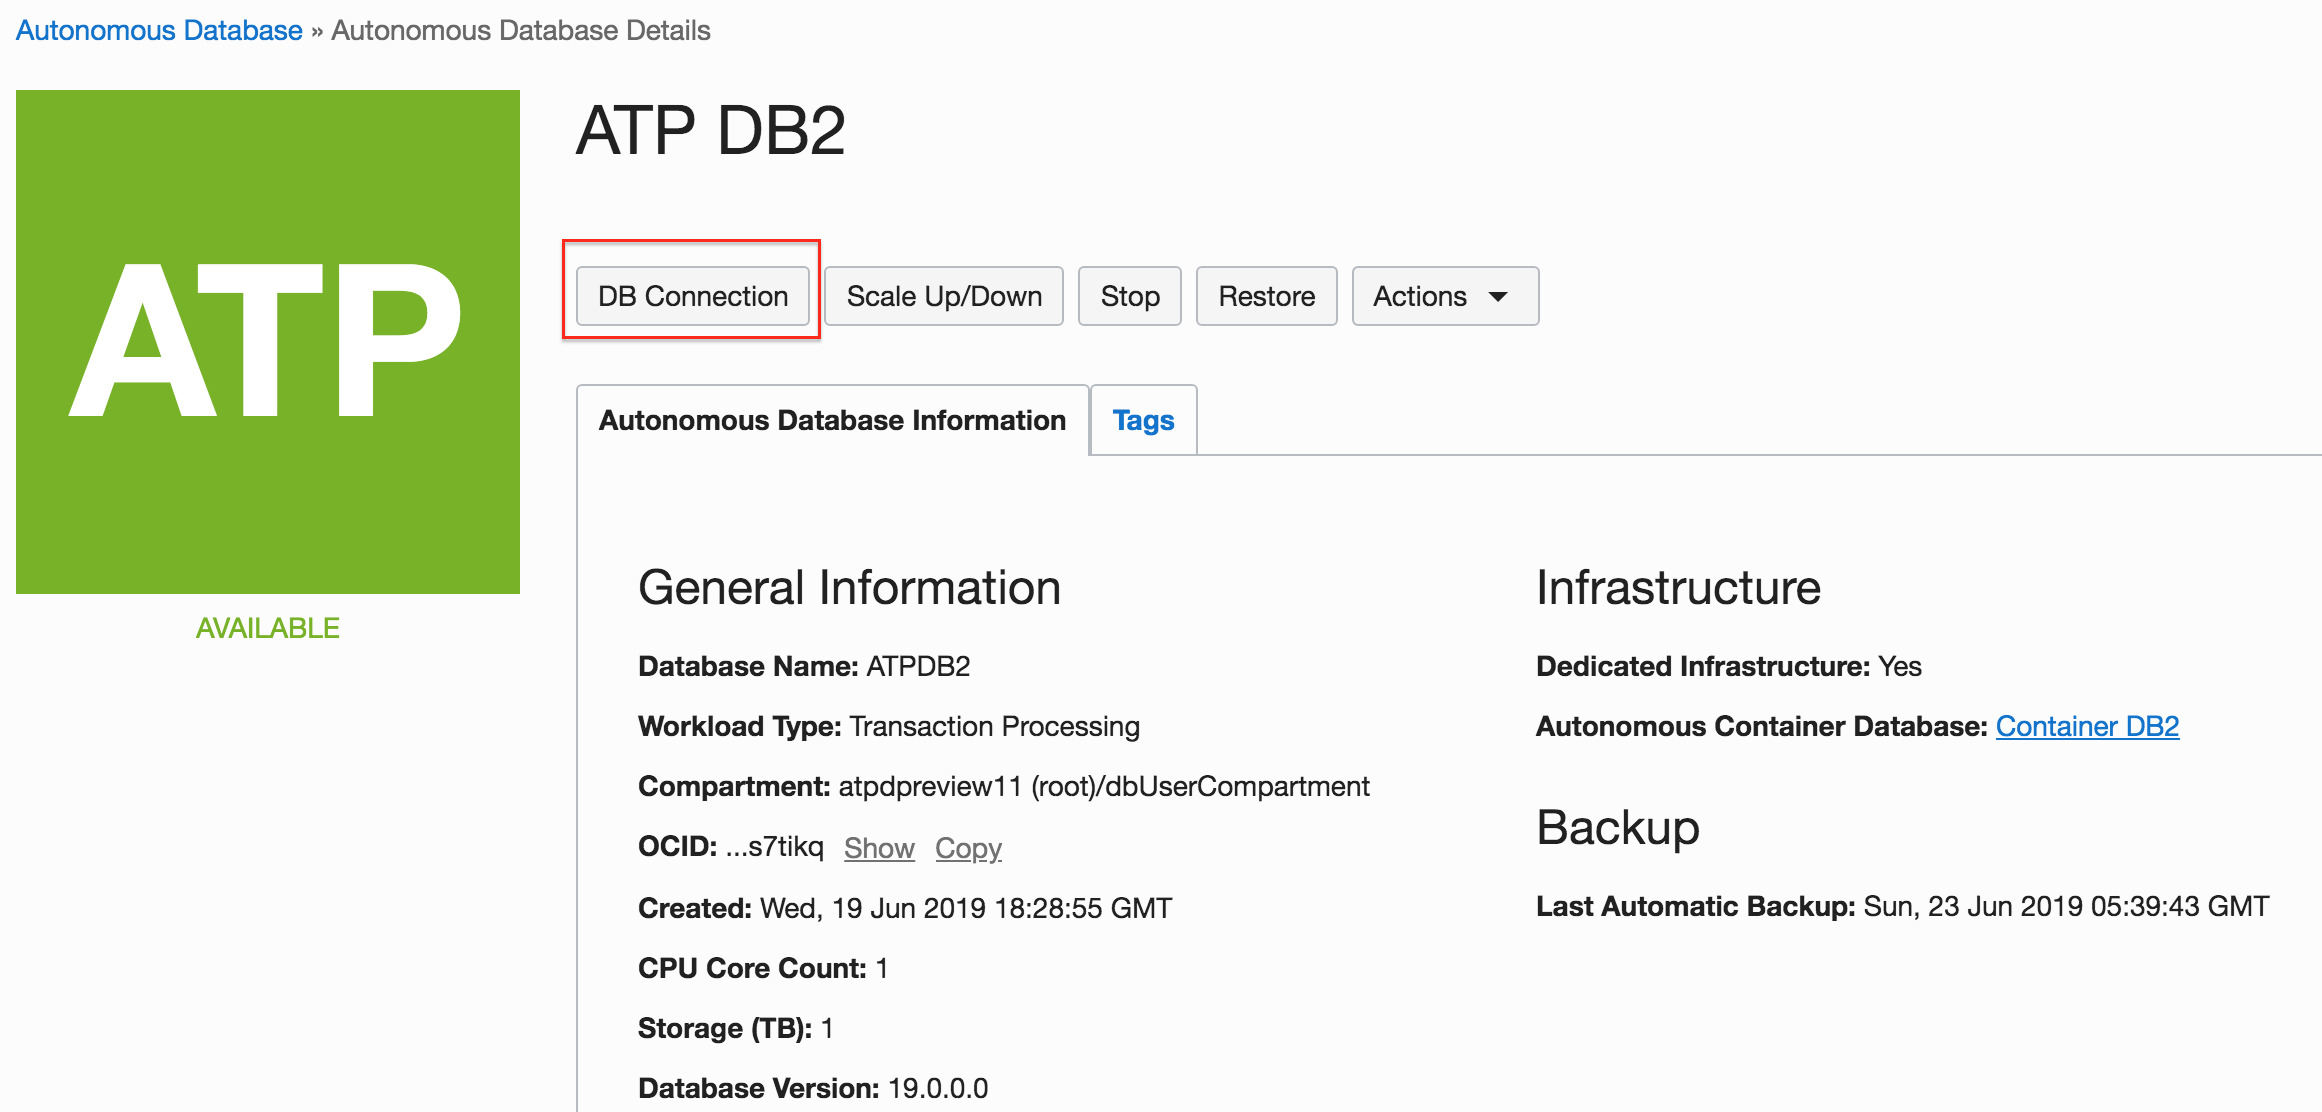 Autonomous Database » Autonomous Database Details
ATP
AVAILABLE
ATP DB2
DB Connection
Scale Up/Down
Stop
Restore
Actions
Autonomous Database Information
Tags
General Information
Database Name: ATPDB2
Workload Type: Transaction Processing
Compartment: atpdpreview11 (root)/dbUserCompartment
OCID: ...s7tikq Show Copy
Created: Wed, 19 Jun 2019 18:28:55 GMT
CPU Core Count: 1
Storage (TB): 1
Database Version: 19.0.0.0
Infrastructure
Dedicated Infrastructure: Yes
Autonomous Container Database: Container DB2
Backup
Last Automatic Backup: Sun, 23 Jun 2019 05:39:43 GMT